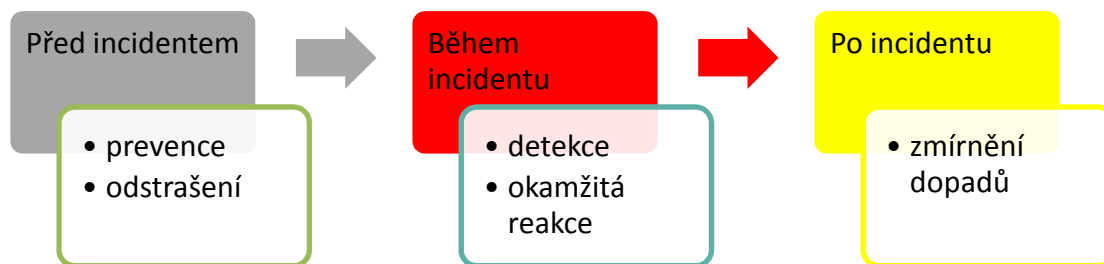 Před incidentem
• prevence
• odstrašení
Během
incidentu
• detekce
• okamžitá
reakce
Po incidentu
• zmírnění
dopadů